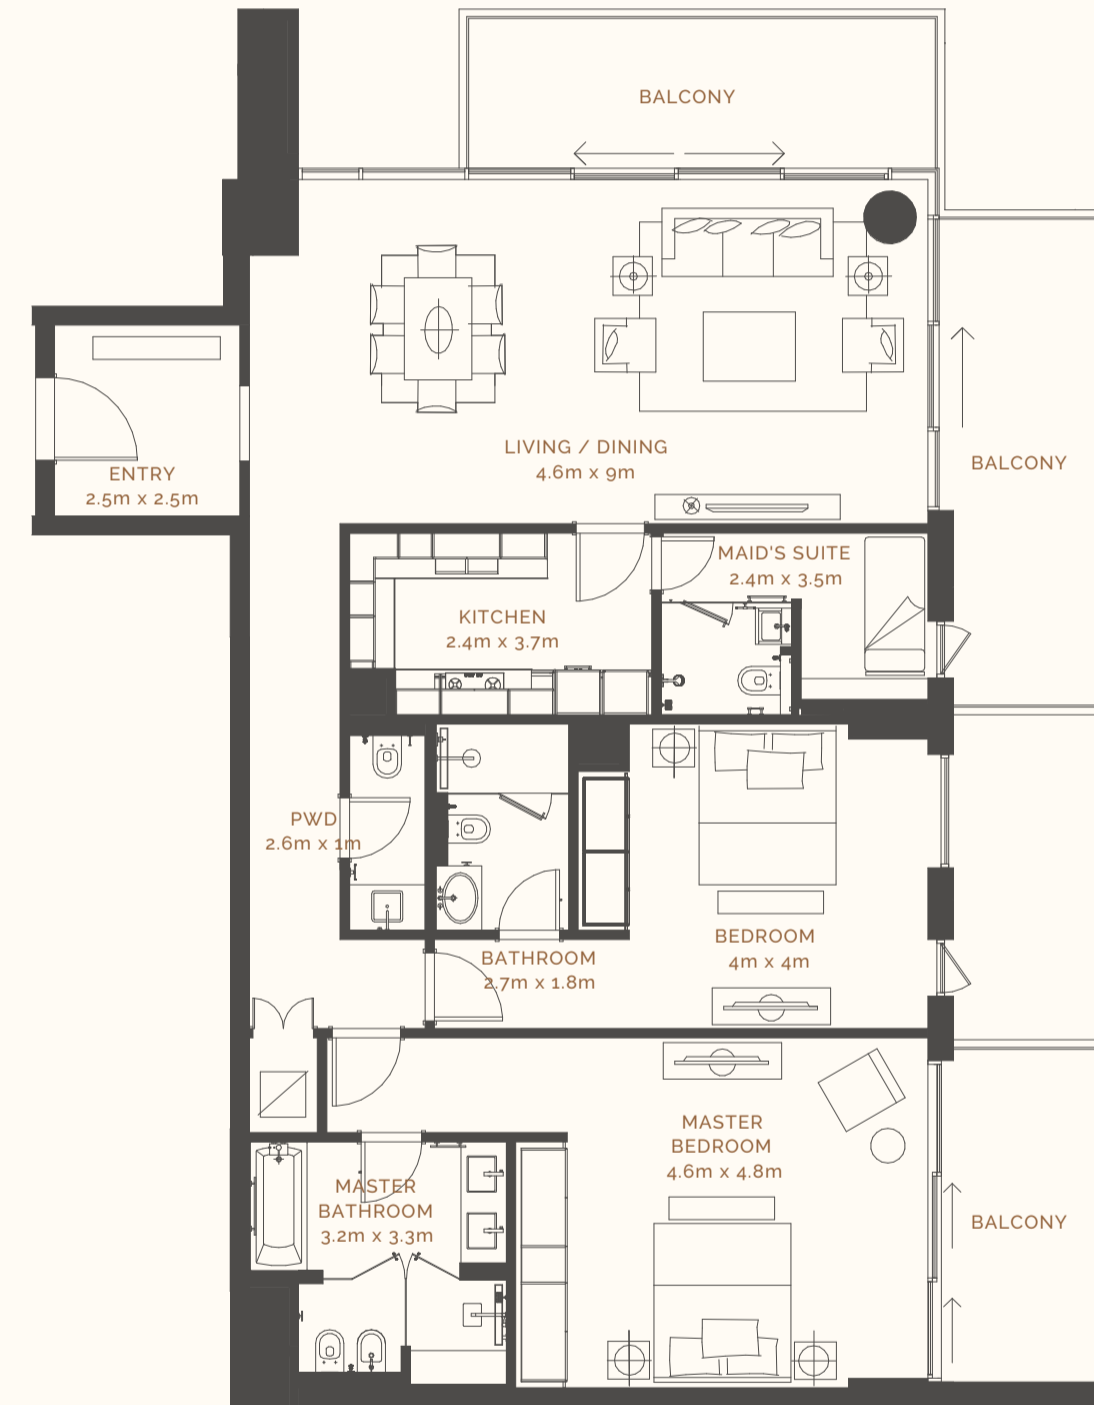 BALCONY
LIVING / DINING
4.6m x 9m
BALCONY
ENTRY
2.5m x 2.5m
MAID'S SUITE
2.4m x 3.5m
KITCHEN
2.4m x 3.7m
PWD
2.6m x 1m
BEDROOM
4m x 4m
BATHROOM
2.7m x 1.8m
MASTER
BEDROOM
4.6m x 4.8m
MASTER
BATHROOM
3.2m x 3.3m
BALCONY